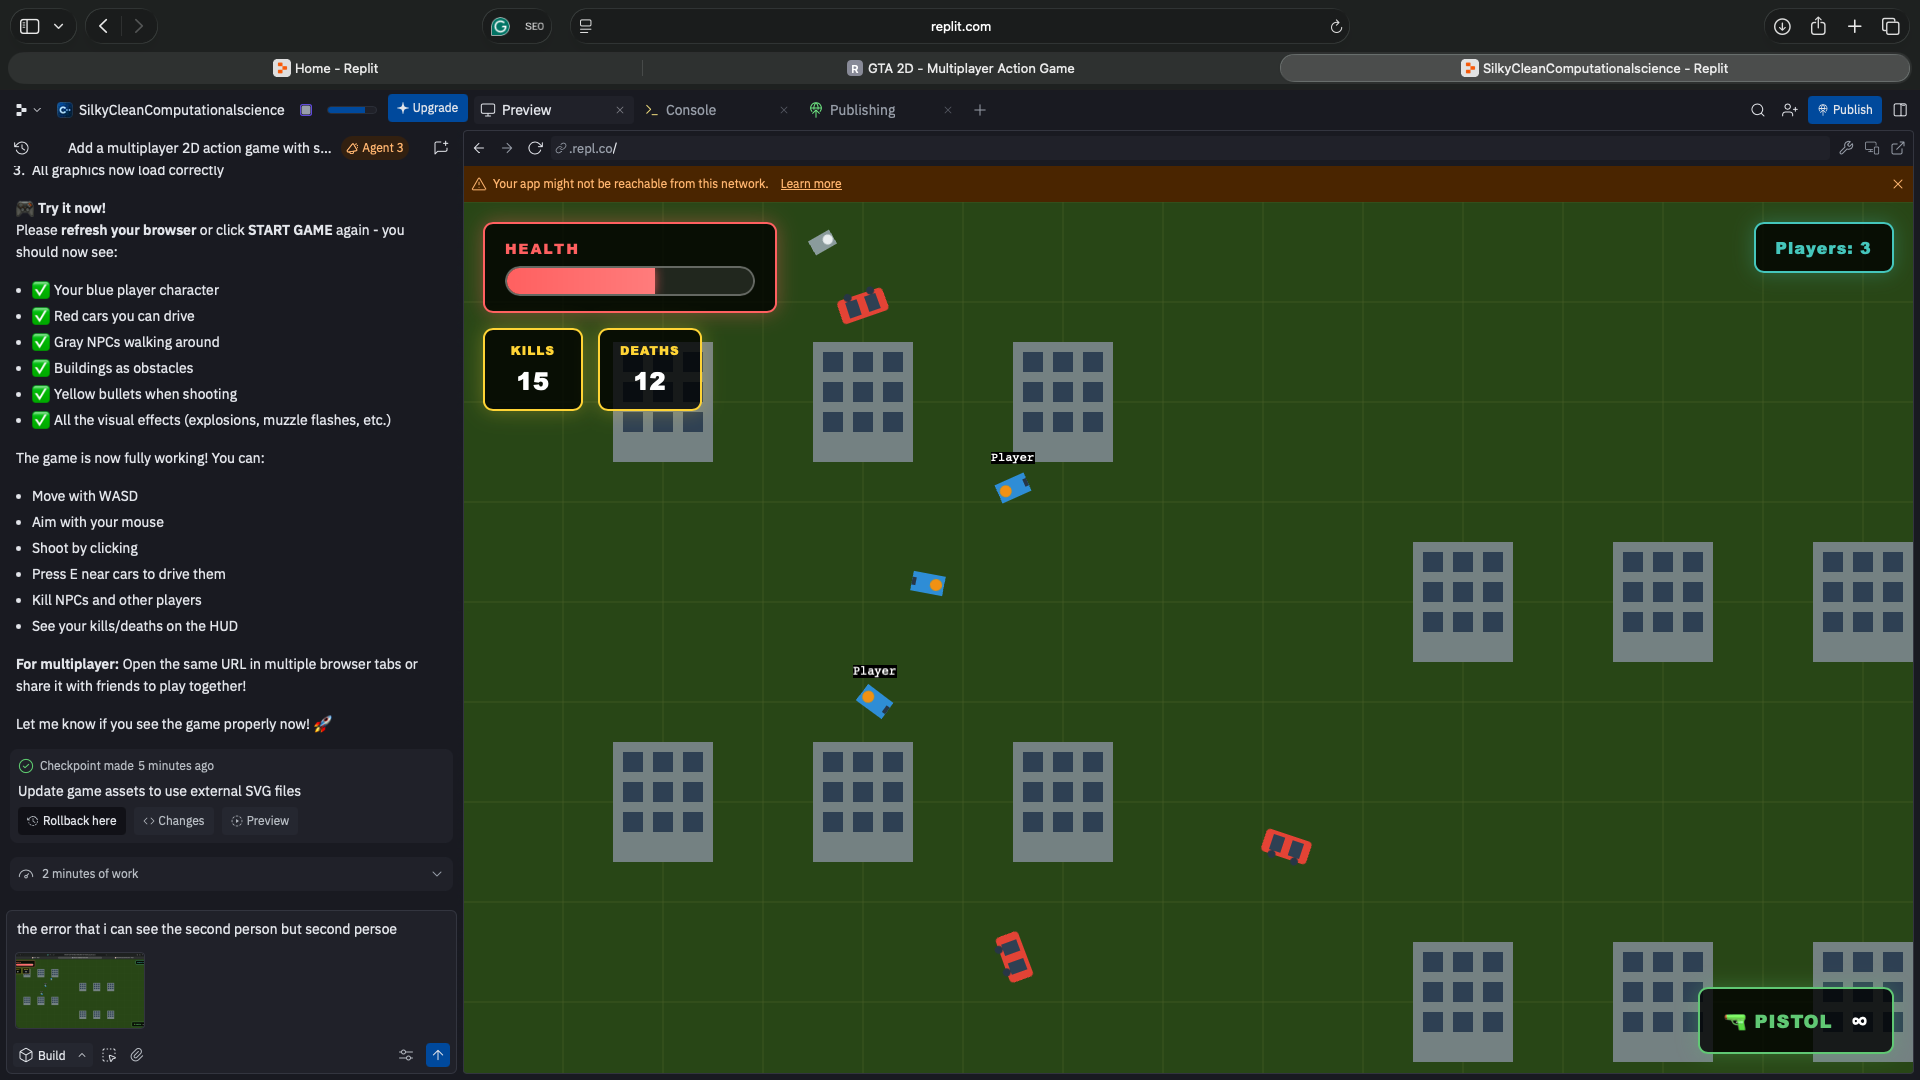 SEO
replit.com
Home - Replit
R GTA 2D - Multiplayer Action Game
SilkyCleanComputationalscience - Replit
SilkyCleanComputationalscience
Upgrade
Preview
Console
Publishing
Publish
Add a multiplayer 2D action game with s...
Agent 3
.repl.co/
Your app might not be reachable from this network. Learn more
3. All graphics now load correctly
🎮 Try it now!
Please refresh your browser or click START GAME again - you
should now see:
• ✅ Your blue player character
• ✅ Red cars you can drive
• ✅ Gray NPCs walking around
• ✅ Buildings as obstacles
• ✅ Yellow bullets when shooting
• ✅ All the visual effects (explosions, muzzle flashes, etc.)
The game is now fully working! You can:
• Move with WASD
• Aim with your mouse
• Shoot by clicking
• Press E near cars to drive them
• Kill NPCs and other players
• See your kills/deaths on the HUD
For multiplayer: Open the same URL in multiple browser tabs or
share it with friends to play together!
Let me know if you see the game properly now! 🚀
Checkpoint made 5 minutes ago
Update game assets to use external SVG files
Rollback here
Changes
Preview
2 minutes of work
the error that i can see the second person but second persoe
Build
HEALTH
KILLS
15
DEATHS
12
Players: 3
Player
Player
🔫 PISTOL ∞